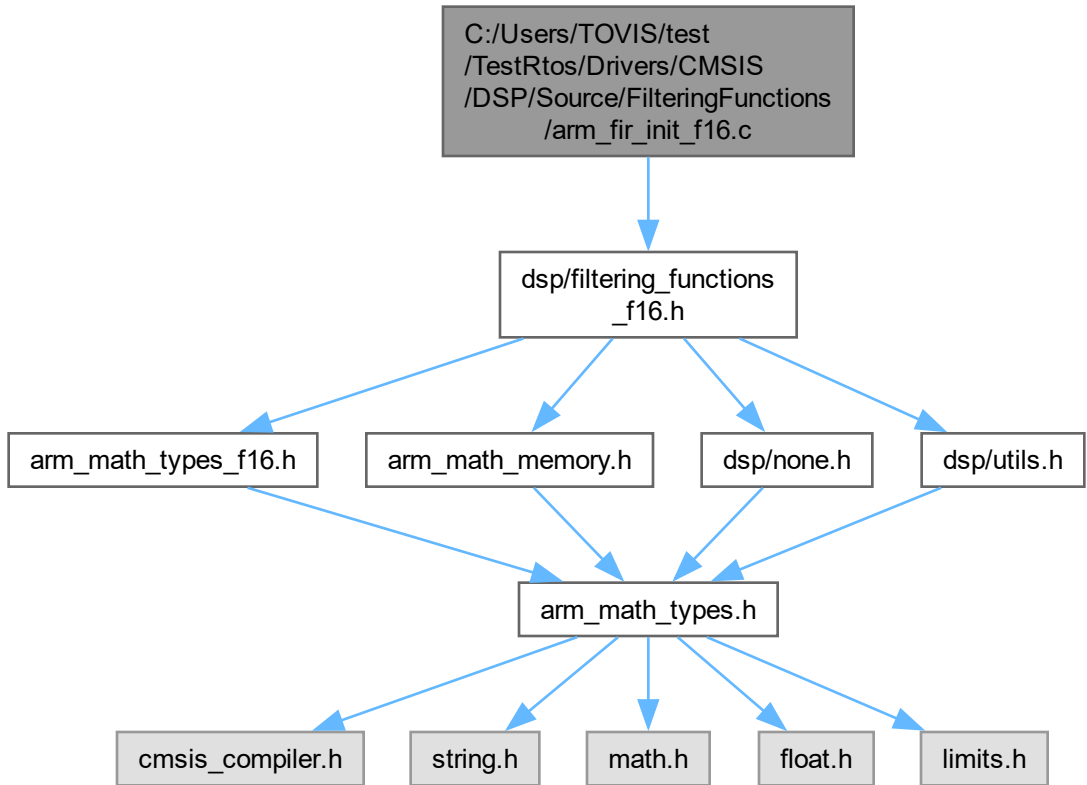 C:/Users/TOVIS/test
/TestRtos/Drivers/CMSIS
/DSP/Source/FilteringFunctions
/arm_fir_init_f16.c
dsp/filtering_functions
_f16.h
arm_math_types_f16.h
arm_math_memory.h
dsp/none.h
dsp/utils.h
arm_math_types.h
cmsis_compiler.h
string.h
math.h
float.h
limits.h